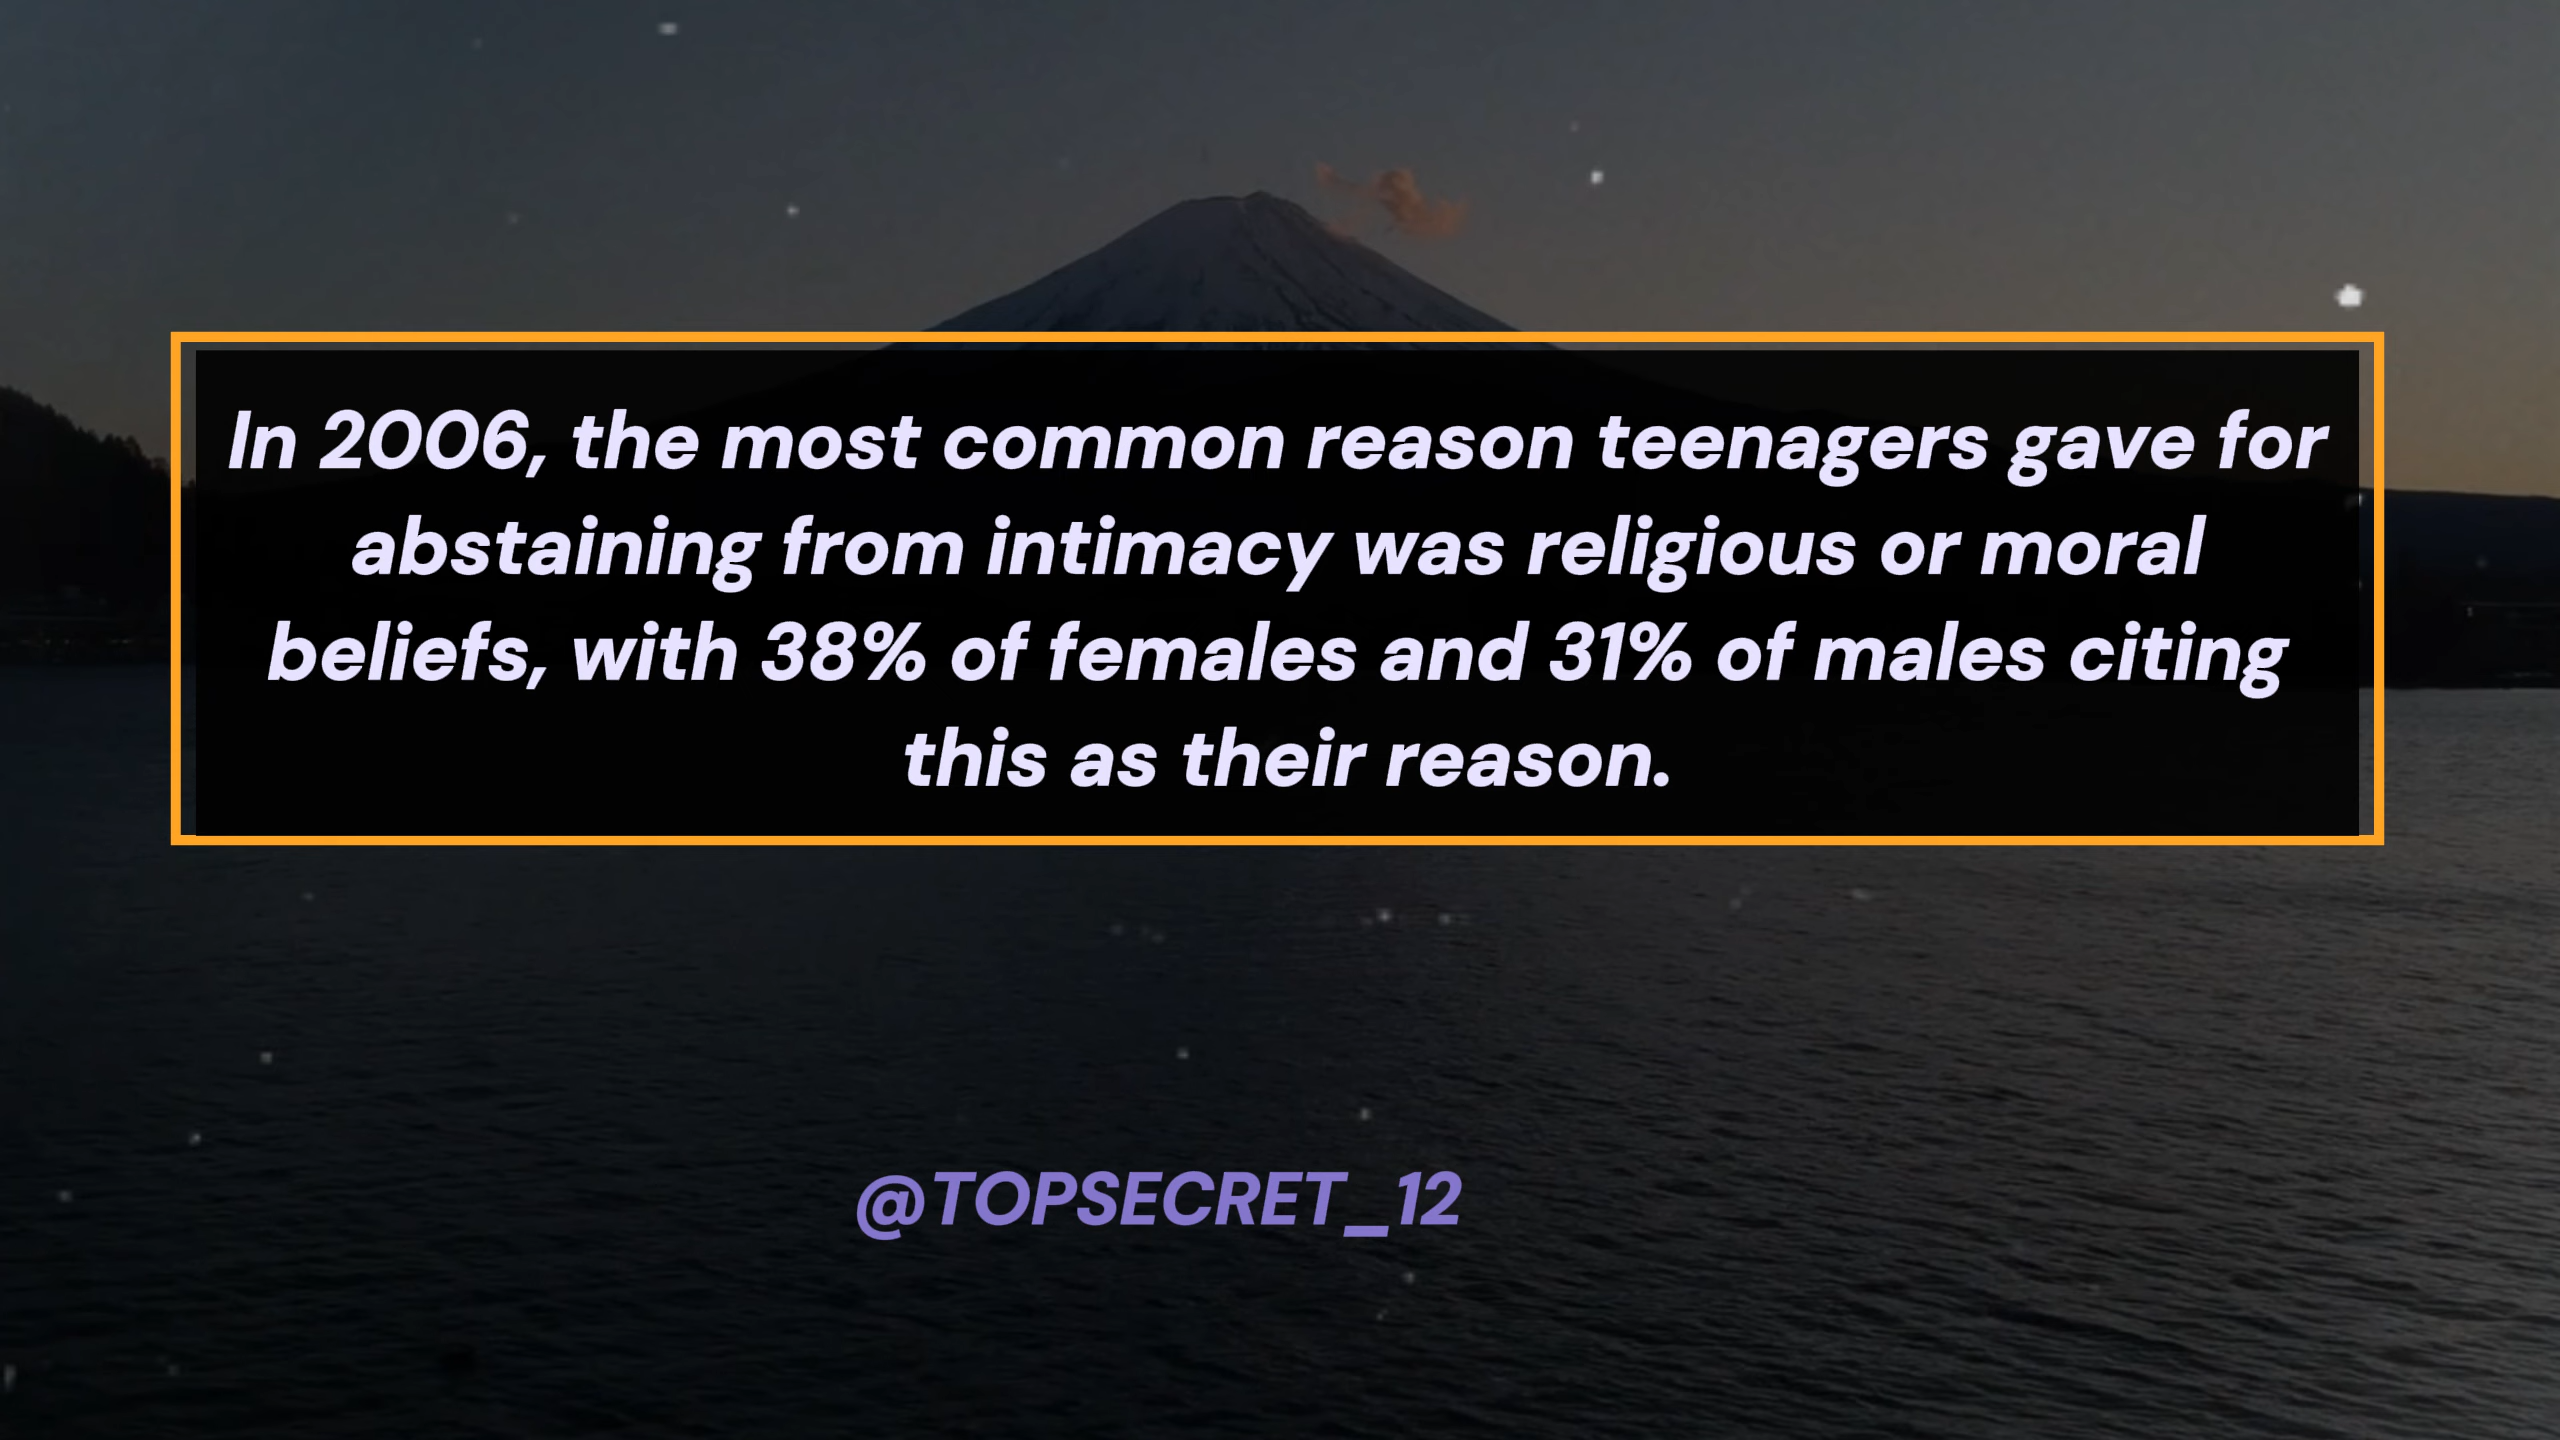 In 2006, the most common reason teenagers gave for
abstaining from intimacy was religious or moral
beliefs, with 38% of females and 31% of males citing
this as their reason.
@TOPSECRET_12